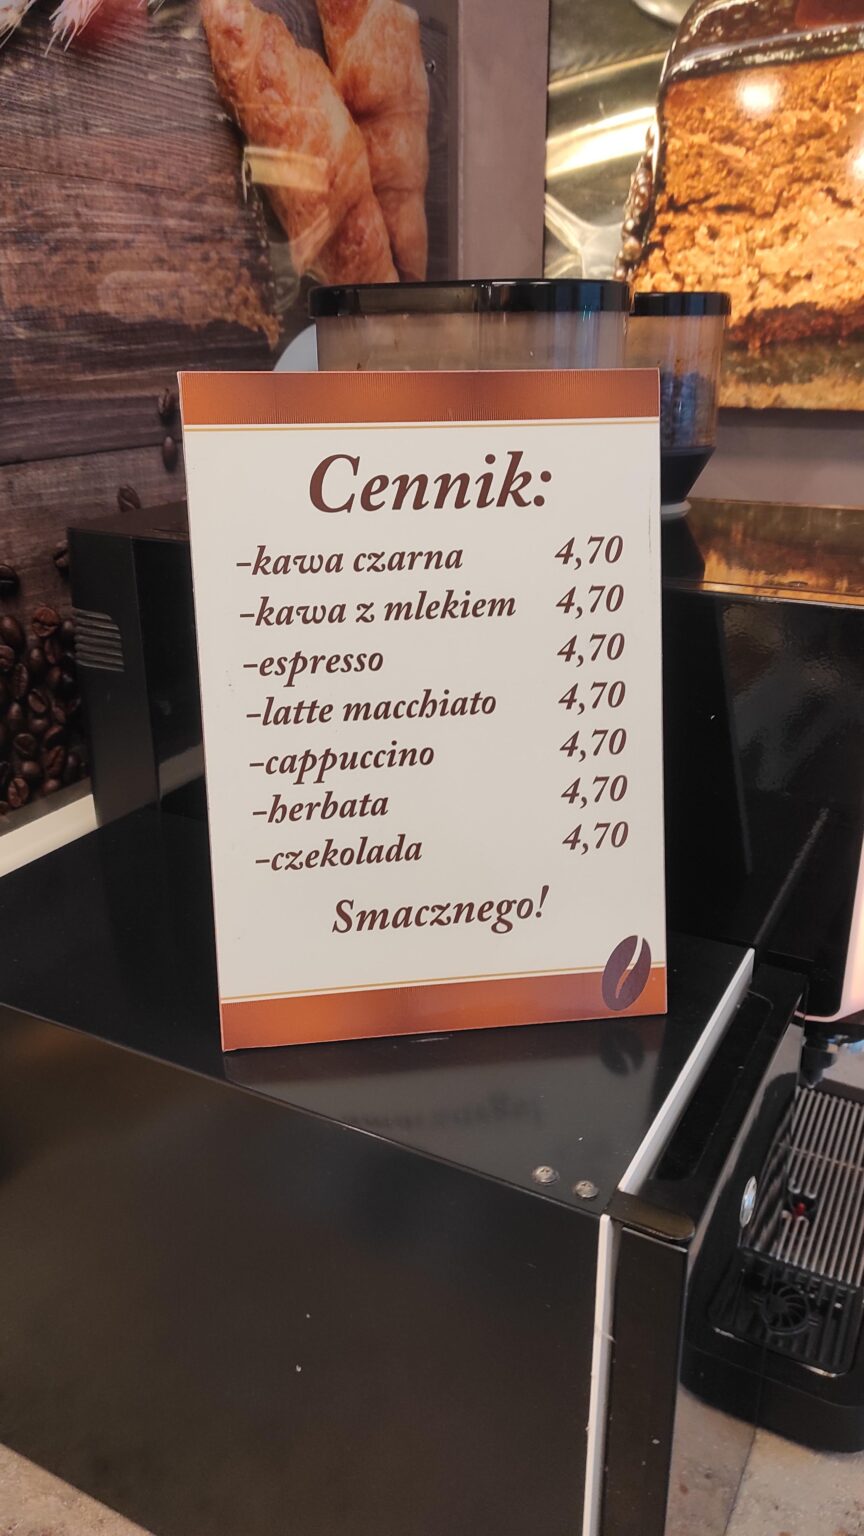 Cennik:
-kawa czarna 4,70
-kawa z mlekiem 4,70
-espresso 4,70
-latte macchiato 4,70
-cappuccino 4,70
-herbata 4,70
-czekolada 4,70
Smacznego!